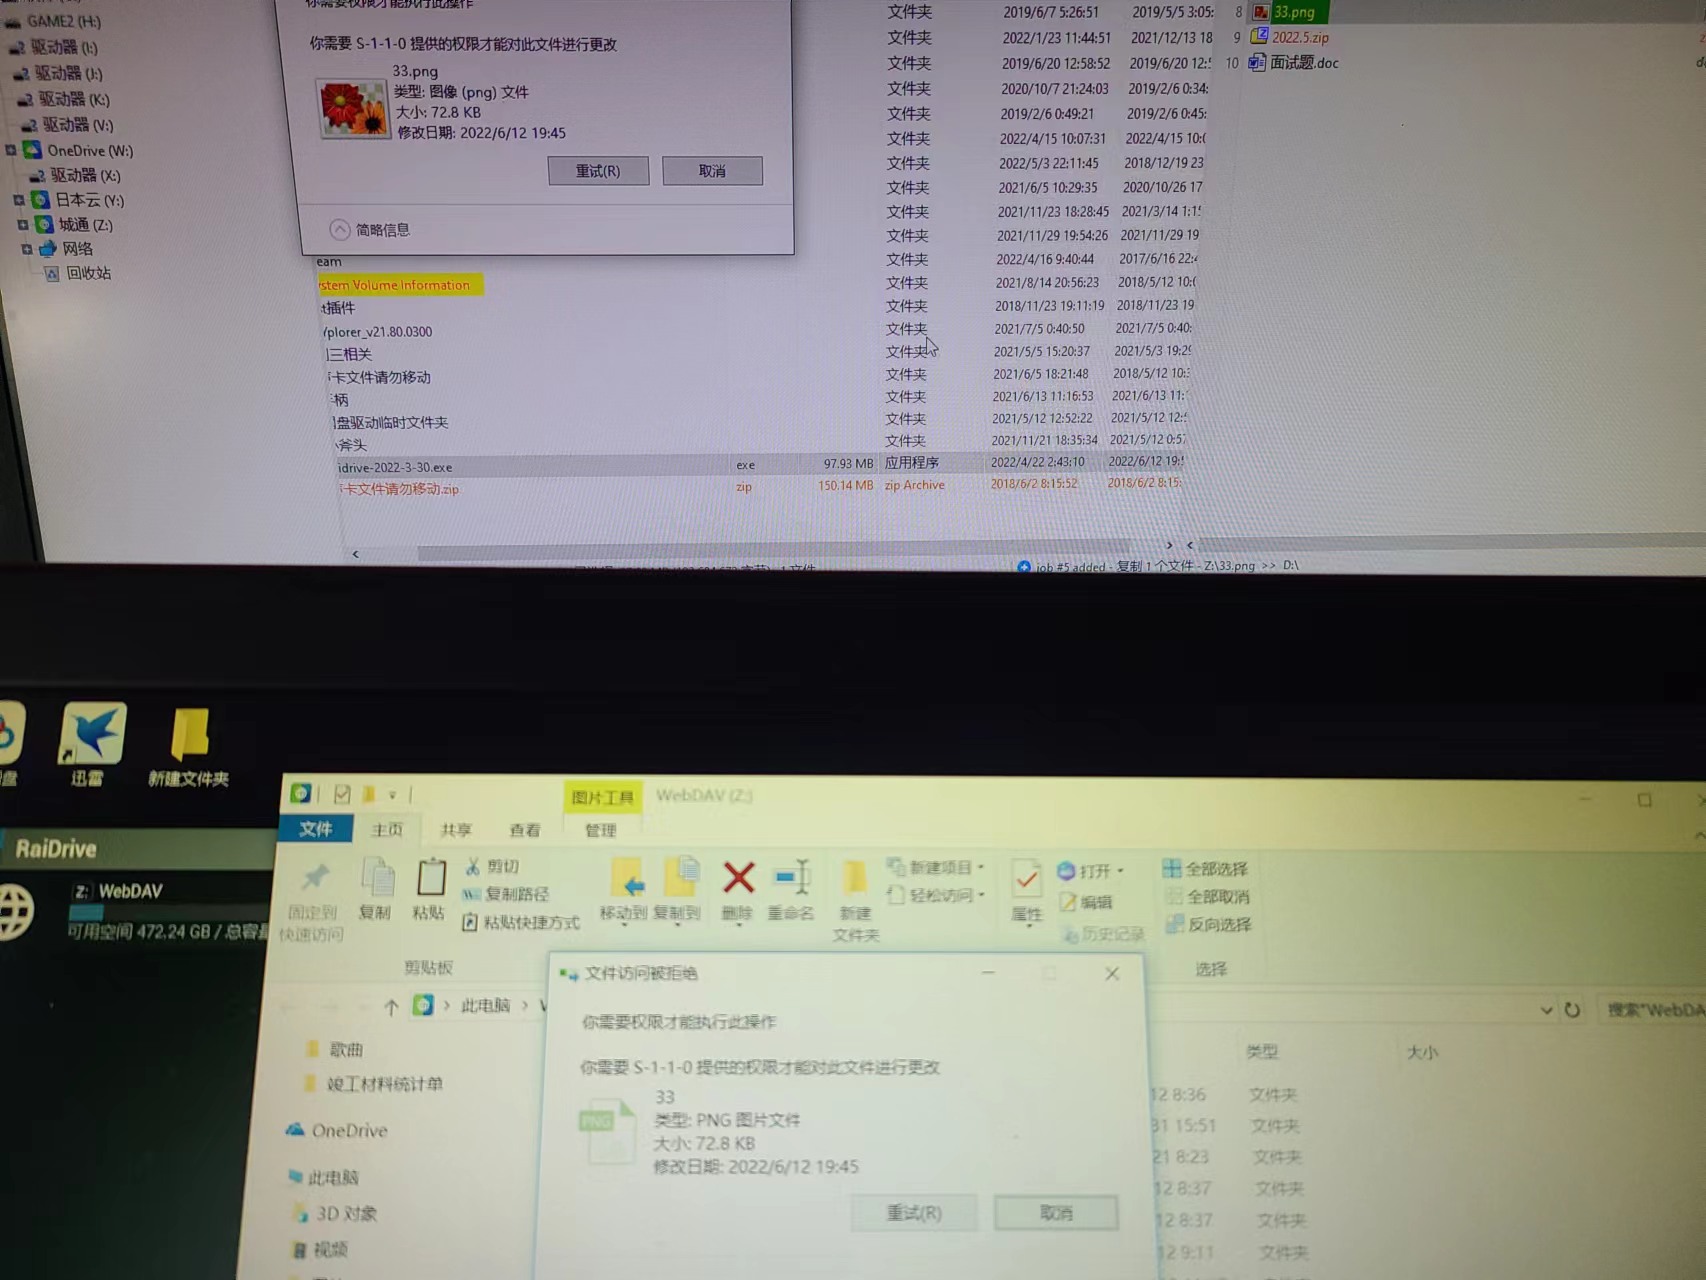 GAME2 (H:)
驱动器 (I:)
驱动器 (J:)
驱动器 (K:)
驱动器 (V:)
OneDrive (W:)
驱动器 (X:)
日本云 (Y:)
城通 (Z:)
网络
回收站
你需要权限才能执行此操作
你需要 S-1-1-0 提供的权限才能对此文件进行更改
33.png
类型: 图像 (png) 文件
大小: 72.8 KB
修改日期: 2022/6/12 19:45
重试(R) 取消
简略信息
文件夹 2019/6/7 5:26:51 2019/5/5 3:05:
文件夹 2022/1/23 11:44:51 2021/12/13 18
文件夹 2019/6/20 12:58:52 2019/6/20 12:
文件夹 2020/10/7 21:24:03 2019/2/6 0:34:
文件夹 2019/2/6 0:49:21 2019/2/6 0:45:
文件夹 2022/4/15 10:07:31 2022/4/15 10:0
文件夹 2022/5/3 22:11:45 2018/12/19 23
文件夹 2021/6/5 10:29:35 2020/10/26 17
文件夹 2021/11/23 18:28:45 2021/3/14 1:1
文件夹 2021/11/29 19:54:26 2021/11/29 19
eam 文件夹 2022/4/16 9:40:44 2017/6/16 22:
stem Volume Information 文件夹 2021/8/14 20:56:23 2018/5/12 10:
t插件 文件夹 2018/11/23 19:11:19 2018/11/23 19
plorer_v21.80.0300 文件夹 2021/7/5 0:40:50 2021/7/5 0:40:
三相关 文件夹 2021/5/5 15:20:37 2021/5/3 19:2
卡文件请勿移动 文件夹 2021/6/5 18:21:48 2018/5/12 10:
柄 文件夹 2021/6/13 11:16:53 2021/6/13 11:
盘驱动临时文件夹 文件夹 2021/5/12 12:52:22 2021/5/12 12:
斧头 文件夹 2021/11/21 18:35:34 2021/5/12 0:57
idrive-2022-3-30.exe exe 97.93 MB 应用程序 2022/4/22 2:43:10 2022/6/12 19:
卡文件请勿移动.zip zip 150.14 MB zip Archive 2018/6/2 8:15:52 2018/6/2 8:15:
8 33.png
9 2022.5.zip
10 面试题.doc
job #5 added - 复制 1 个文件 - Z:\33.png >> D:\
盘
迅雷
新建文件夹
RaiDrive
Z: WebDAV
可用空间 472.24 GB / 总容量
图片工具 WebDAV (Z:)
文件 主页 共享 查看 管理
固定到
快速访问
复制
粘贴
剪切
复制路径
粘贴快捷方式
剪贴板
移动到 复制到 删除 重命名
新建
文件夹
新建项目
轻松访问
属性
打开
编辑
历史记录
全部选择
全部取消
反向选择
选择
此电脑
搜索"WebDA
歌曲
竣工材料统计单
OneDrive
此电脑
3D 对象
视频
文件访问被拒绝
你需要权限才能执行此操作
你需要 S-1-1-0 提供的权限才能对此文件进行更改
PNG
33
类型: PNG 图片文件
大小: 72.8 KB
修改日期: 2022/6/12 19:45
重试(R) 取消
类型 大小
12 8:36 文件夹
31 15:51 文件夹
21 8:23 文件夹
12 8:37 文件夹
12 8:37 文件夹
12 9:11 文件夹